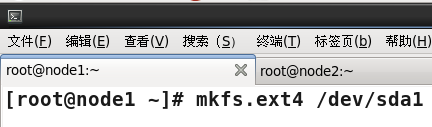 文件(F) 编辑(E) 查看(V) 搜索 (S) 终端(T) 标签页(b) 帮助(H)
root@node1:~ root@node2:~
[root@node1 ~]# mkfs.ext4 /dev/sda1